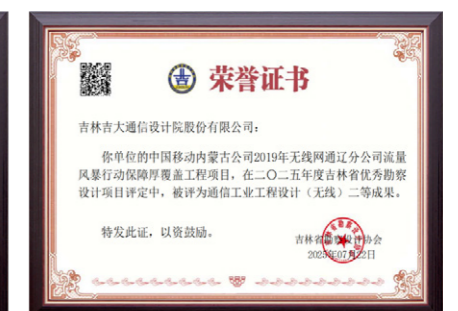 荣誉证书
吉林吉大通信设计院股份有限公司：
你单位的中国移动内蒙古公司2019年无线网通辽分公司流量
风暴行动保障厚覆盖工程项目，在二〇二五年度吉林省优秀勘察
设计项目评定中，被评为通信工业工程设计（无线）二等成果。
特发此证，以资鼓励。
吉林省勘察设计协会
2025年07月22日